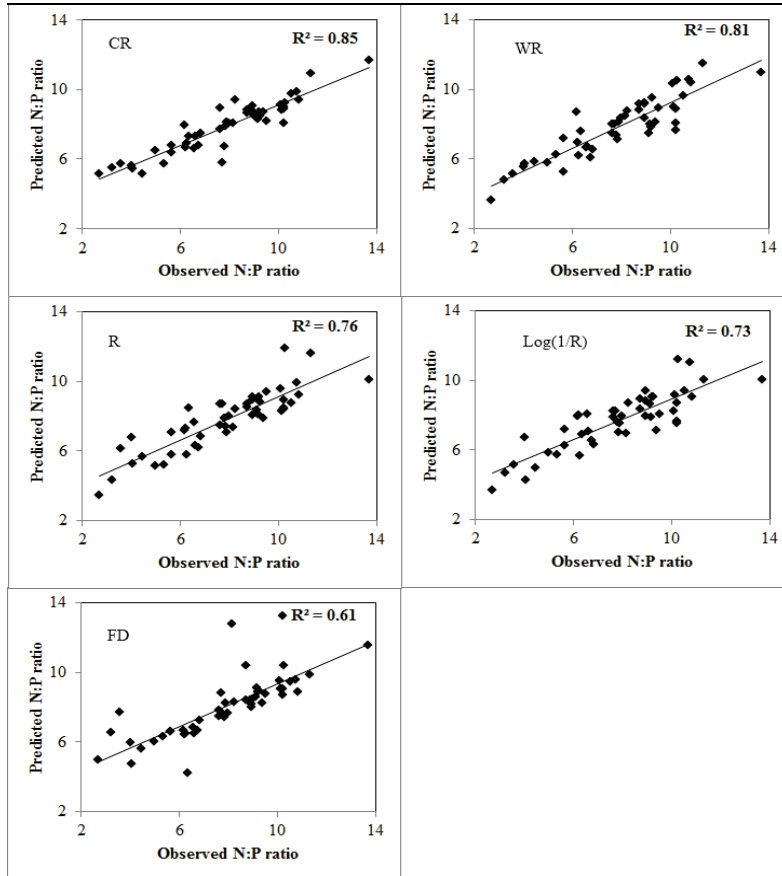 14
CR
R² = 0.85
10
6
2
2 6 10 14
Predicted N:P ratio
Observed N:P ratio
14
WR
R² = 0.81
10
6
2
2 6 10 14
Predicted N:P ratio
Observed N:P ratio
14
R
R² = 0.76
10
6
2
2 6 10 14
Predicted N:P ratio
Observed N:P ratio
14
Log(1/R)
R² = 0.73
10
6
2
2 6 10 14
Predicted N:P ratio
Observed N:P ratio
14
FD
R² = 0.61
10
6
2
2 6 10 14
Predicted N:P ratio
Observed N:P ratio